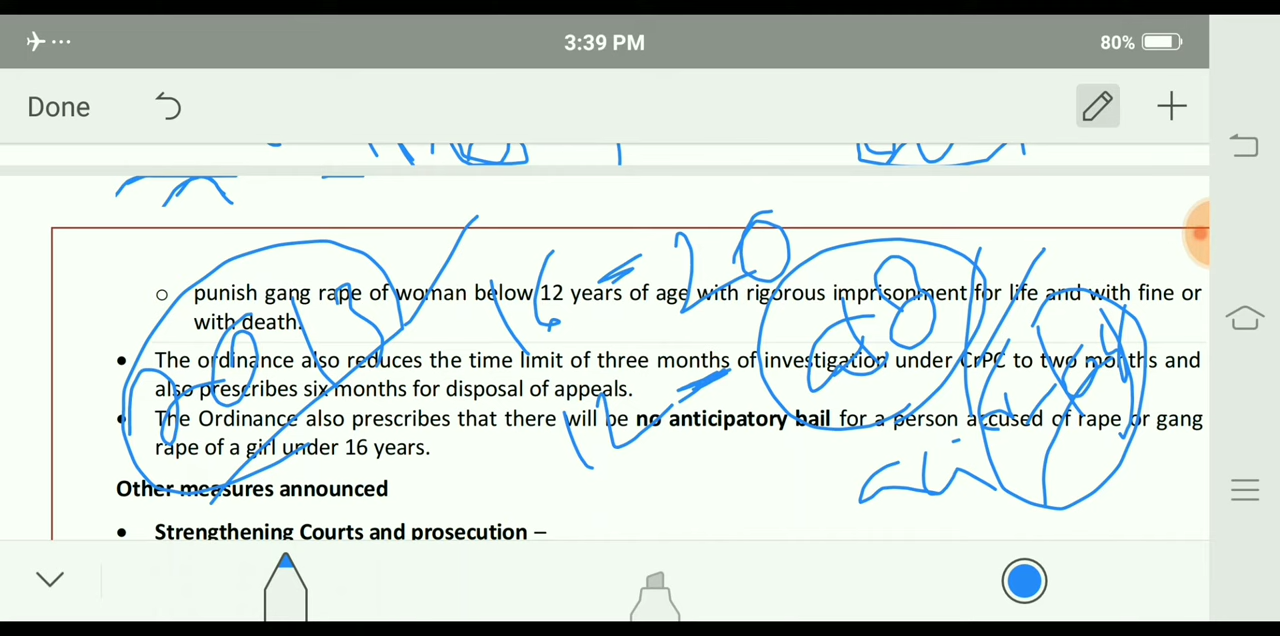 3:39 PM 80%
Done
16 = 20
o punish gang rape of woman below 12 years of age with rigorous imprisonment for life and with fine or
with death.
• The ordinance also reduces the time limit of three months of investigation under CrPC to two months and
also prescribes six months for disposal of appeals.
• The Ordinance also prescribes that there will be no anticipatory bail for a person accused of rape or gang
rape of a girl under 16 years.
12 =
Other measures announced
• Strengthening Courts and prosecution –